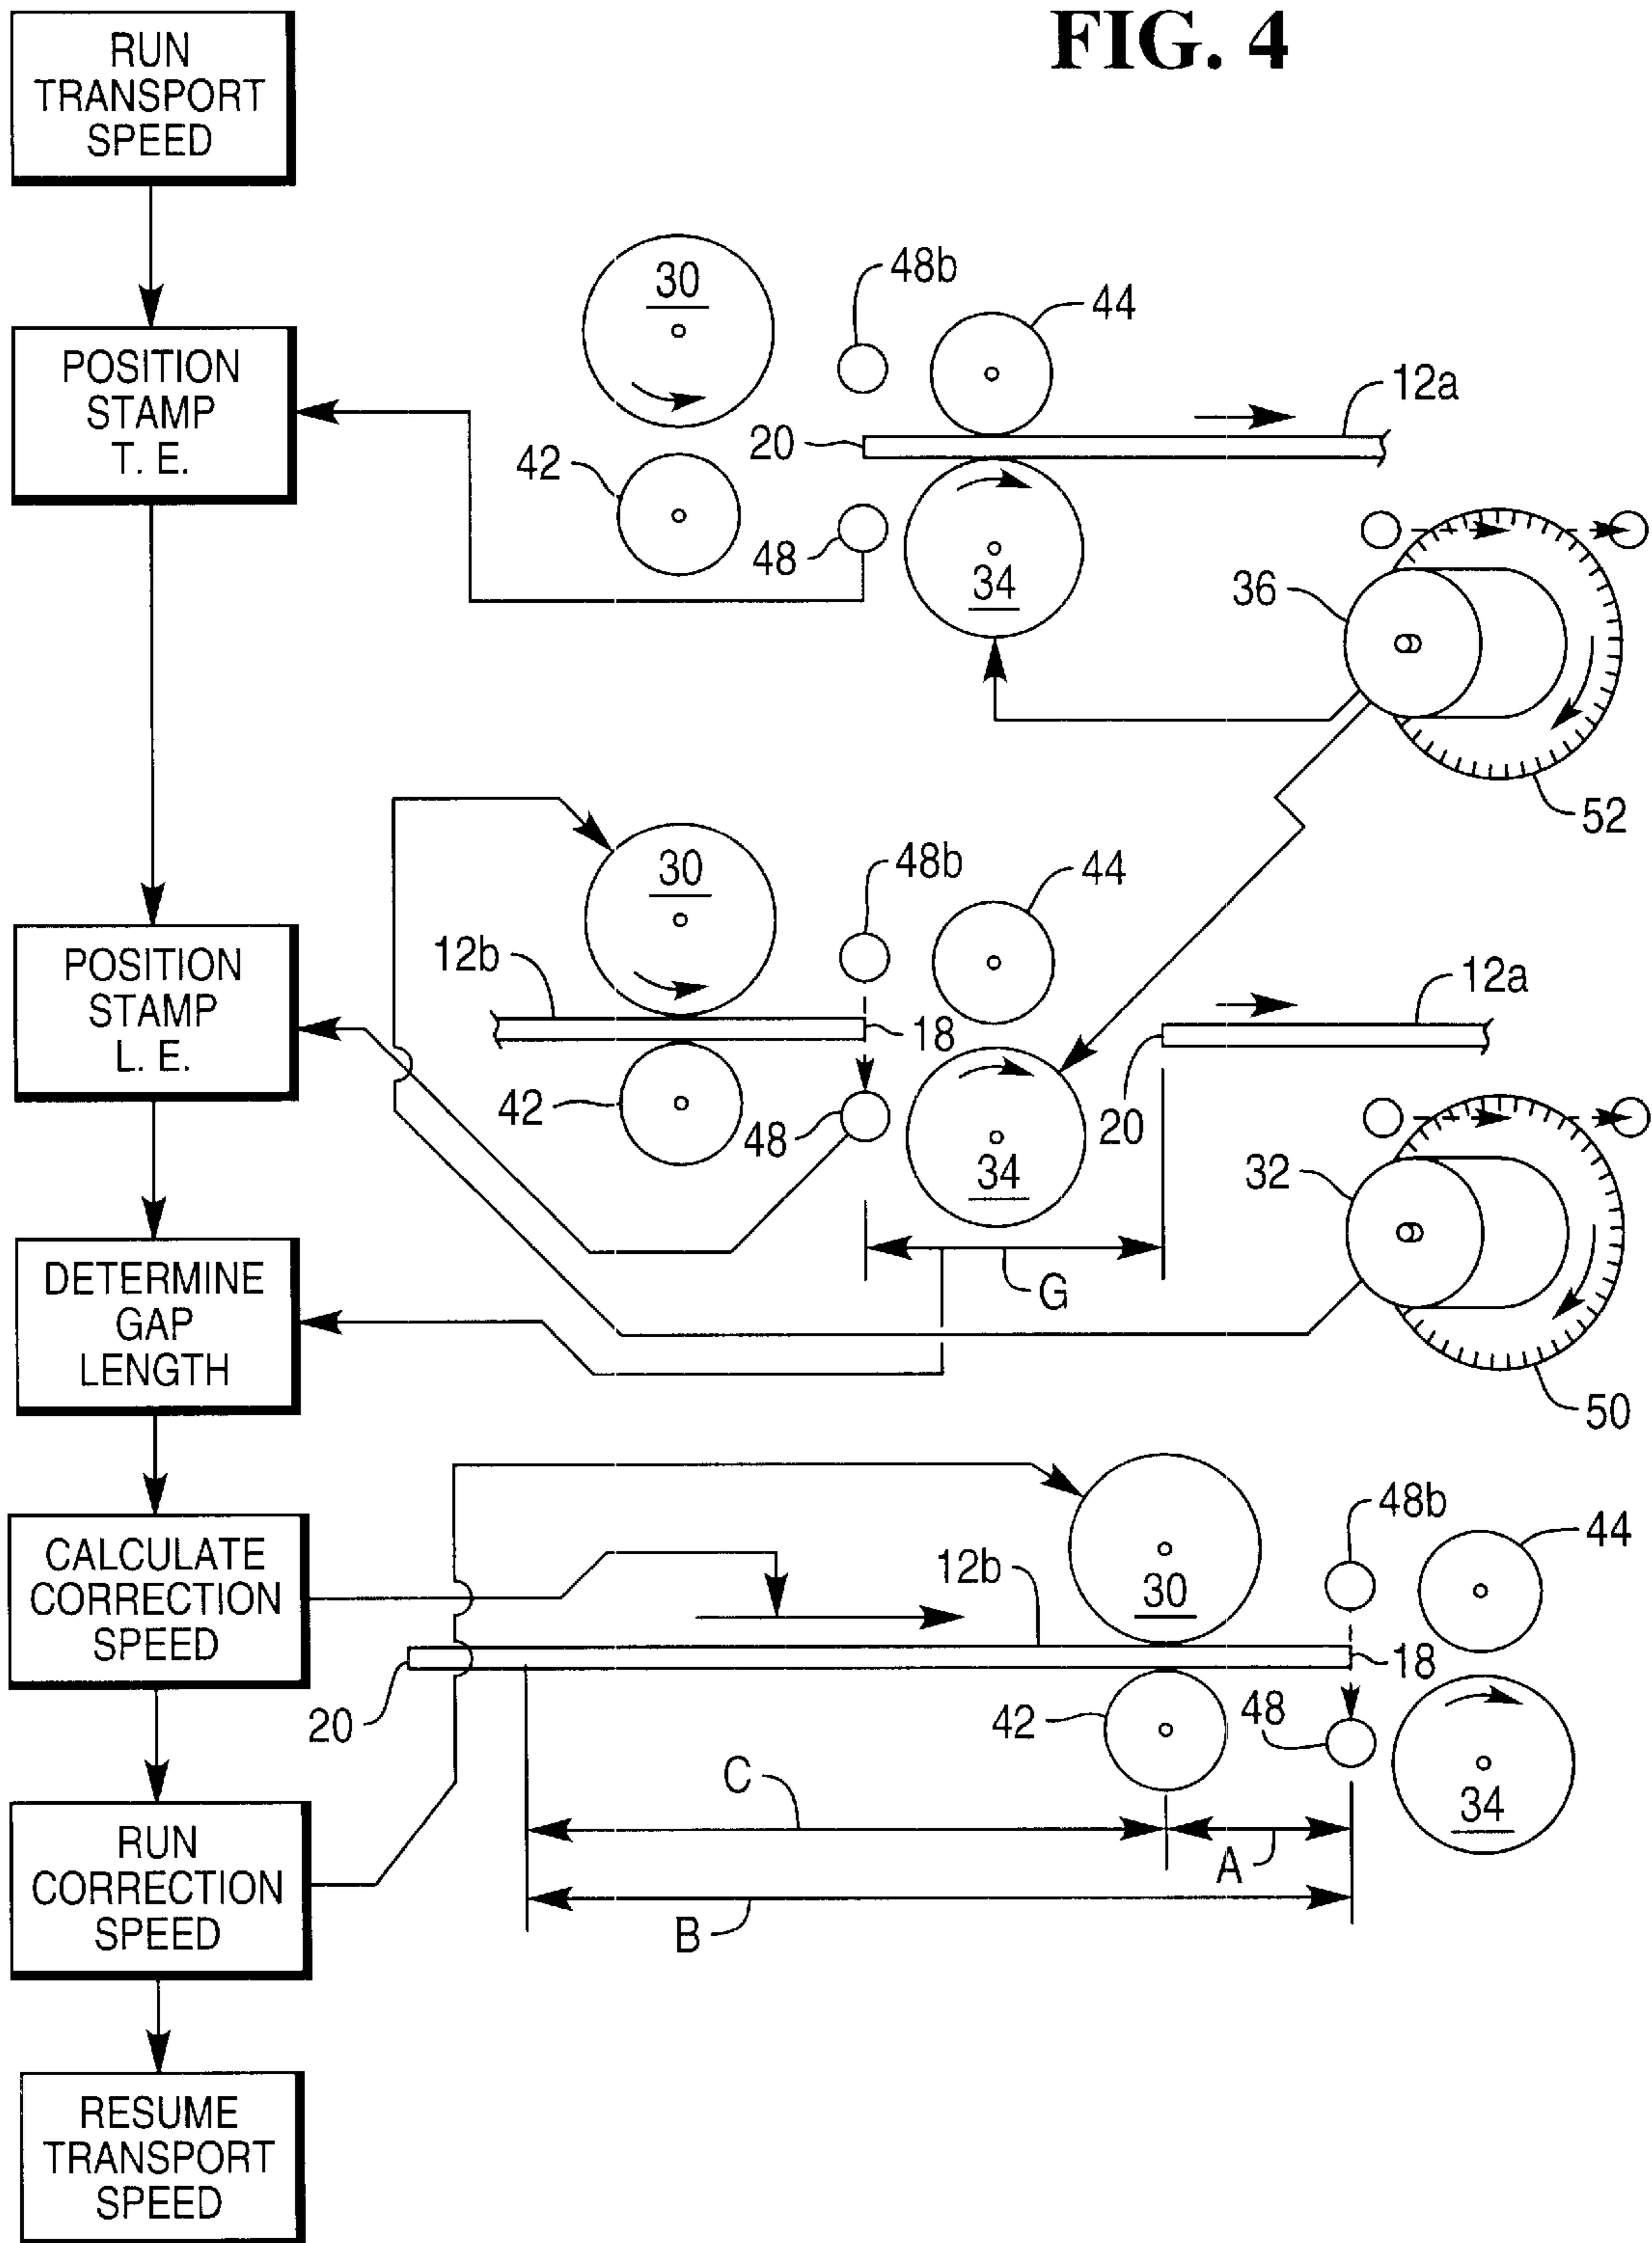 FIG. 4
RUN
TRANSPORT
SPEED
POSITION
STAMP
T. E.
30
48b
44
12a
20
42
48
34
36
52
POSITION
STAMP
L. E.
30
48b
44
12b
12a
18
42
48
20
34
32
G
50
DETERMINE
GAP
LENGTH
CALCULATE
CORRECTION
SPEED
48b
44
12b
30
18
20
42
48
C
34
A
B
RUN
CORRECTION
SPEED
RESUME
TRANSPORT
SPEED